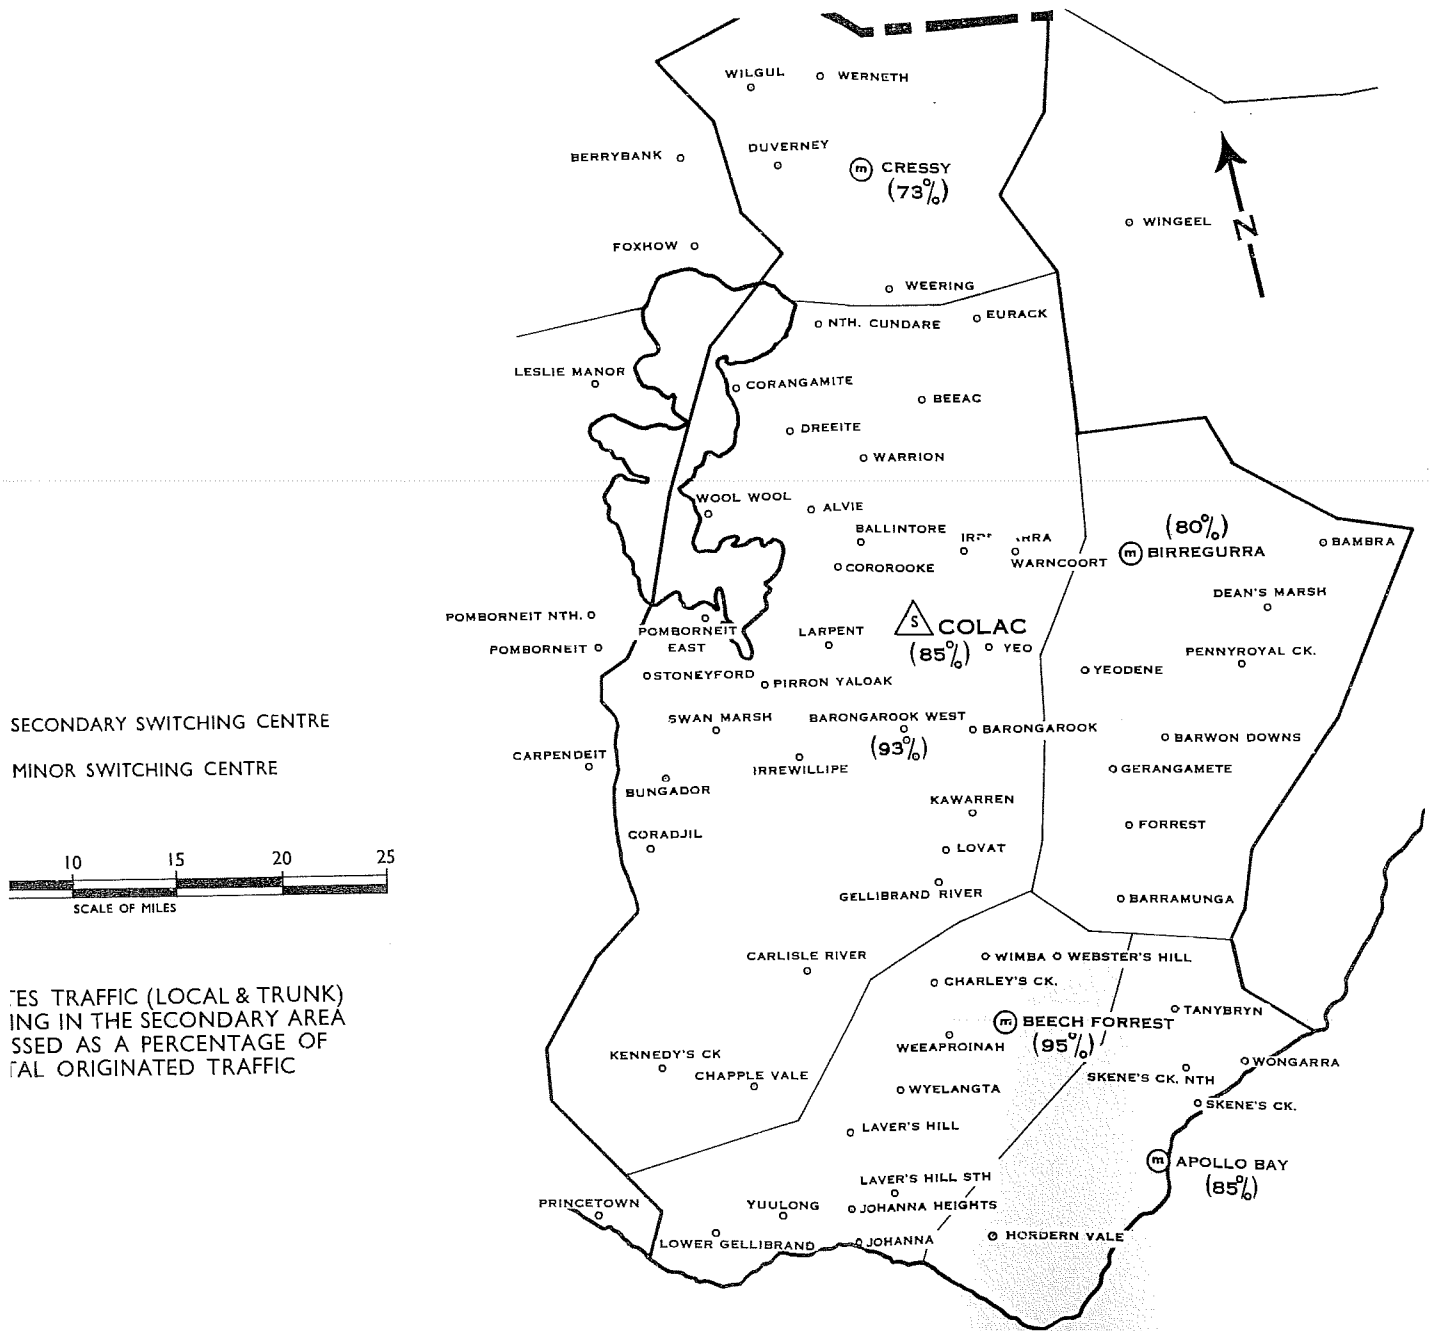 WILGUL
WERNETH
BERRYBANK
DUVERNEY
m CRESSY
(73%)
WINGEEL
N
FOXHOW
WEERING
NTH. CUNDARE
EURACK
LESLIE MANOR
CORANGAMITE
BEEAC
DREEITE
WARRION
WOOL WOOL
ALVIE
BALLINTORE
(80%)
m BIRREGURRA
BAMBRA
COROROOKE
WARNCOORT
DEAN'S MARSH
POMBORNEIT NTH.
POMBORNEIT
EAST
LARPENT
S COLAC
(85%)
YEO
POMBORNEIT
PENNYROYAL CK.
STONEYFORD
PIRRON YALOAK
YEODENE
SECONDARY SWITCHING CENTRE
SWAN MARSH
BARONGAROOK WEST
(93%)
BARONGAROOK
BARWON DOWNS
MINOR SWITCHING CENTRE
CARPENDEIT
IRREWILLIPE
GERANGAMETE
BUNGADOR
KAWARREN
FORREST
CORADJIL
LOVAT
10 15 20 25
SCALE OF MILES
GELLIBRAND RIVER
BARRAMUNGA
CARLISLE RIVER
WIMBA
WEBSTER'S HILL
CHARLEY'S CK.
TES TRAFFIC (LOCAL & TRUNK)
ING IN THE SECONDARY AREA
SSED AS A PERCENTAGE OF
TAL ORIGINATED TRAFFIC
TANYBRYN
m BEECH FORREST
(95%)
WEEAPROINAH
KENNEDY'S CK
CHAPPLE VALE
SKENE'S CK. NTH
WONGARRA
WYELANGTA
SKENE'S CK.
LAVER'S HILL
m APOLLO BAY
(85%)
LAVER'S HILL STH
PRINCETOWN
YUULONG
JOHANNA HEIGHTS
LOWER GELLIBRAND
JOHANNA
HORDERN VALE